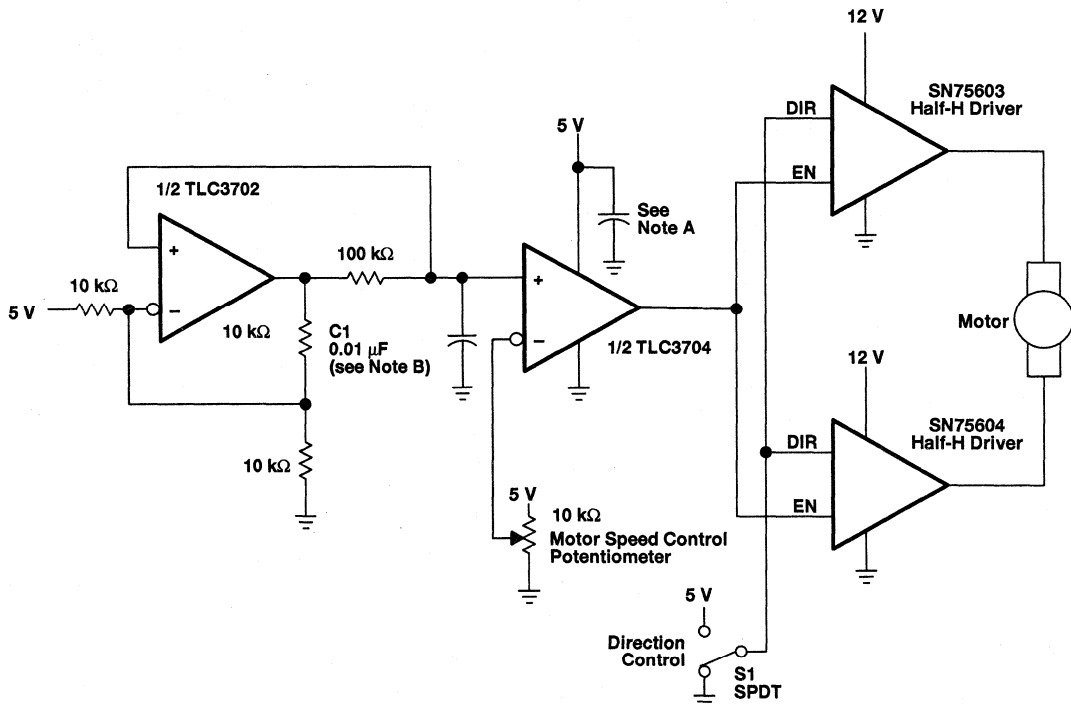 12 V
SN75603
Half-H Driver
DIR
EN
5 V
1/2 TLC3702
See
Note A
+
−
10 kΩ
5 V
100 kΩ
10 kΩ
C1
0.01 µF
(see Note B)
+
−
1/2 TLC3704
Motor
12 V
SN75604
Half-H Driver
DIR
EN
10 kΩ
5 V
10 kΩ
Motor Speed Control
Potentiometer
5 V
Direction
Control
S1
SPDT